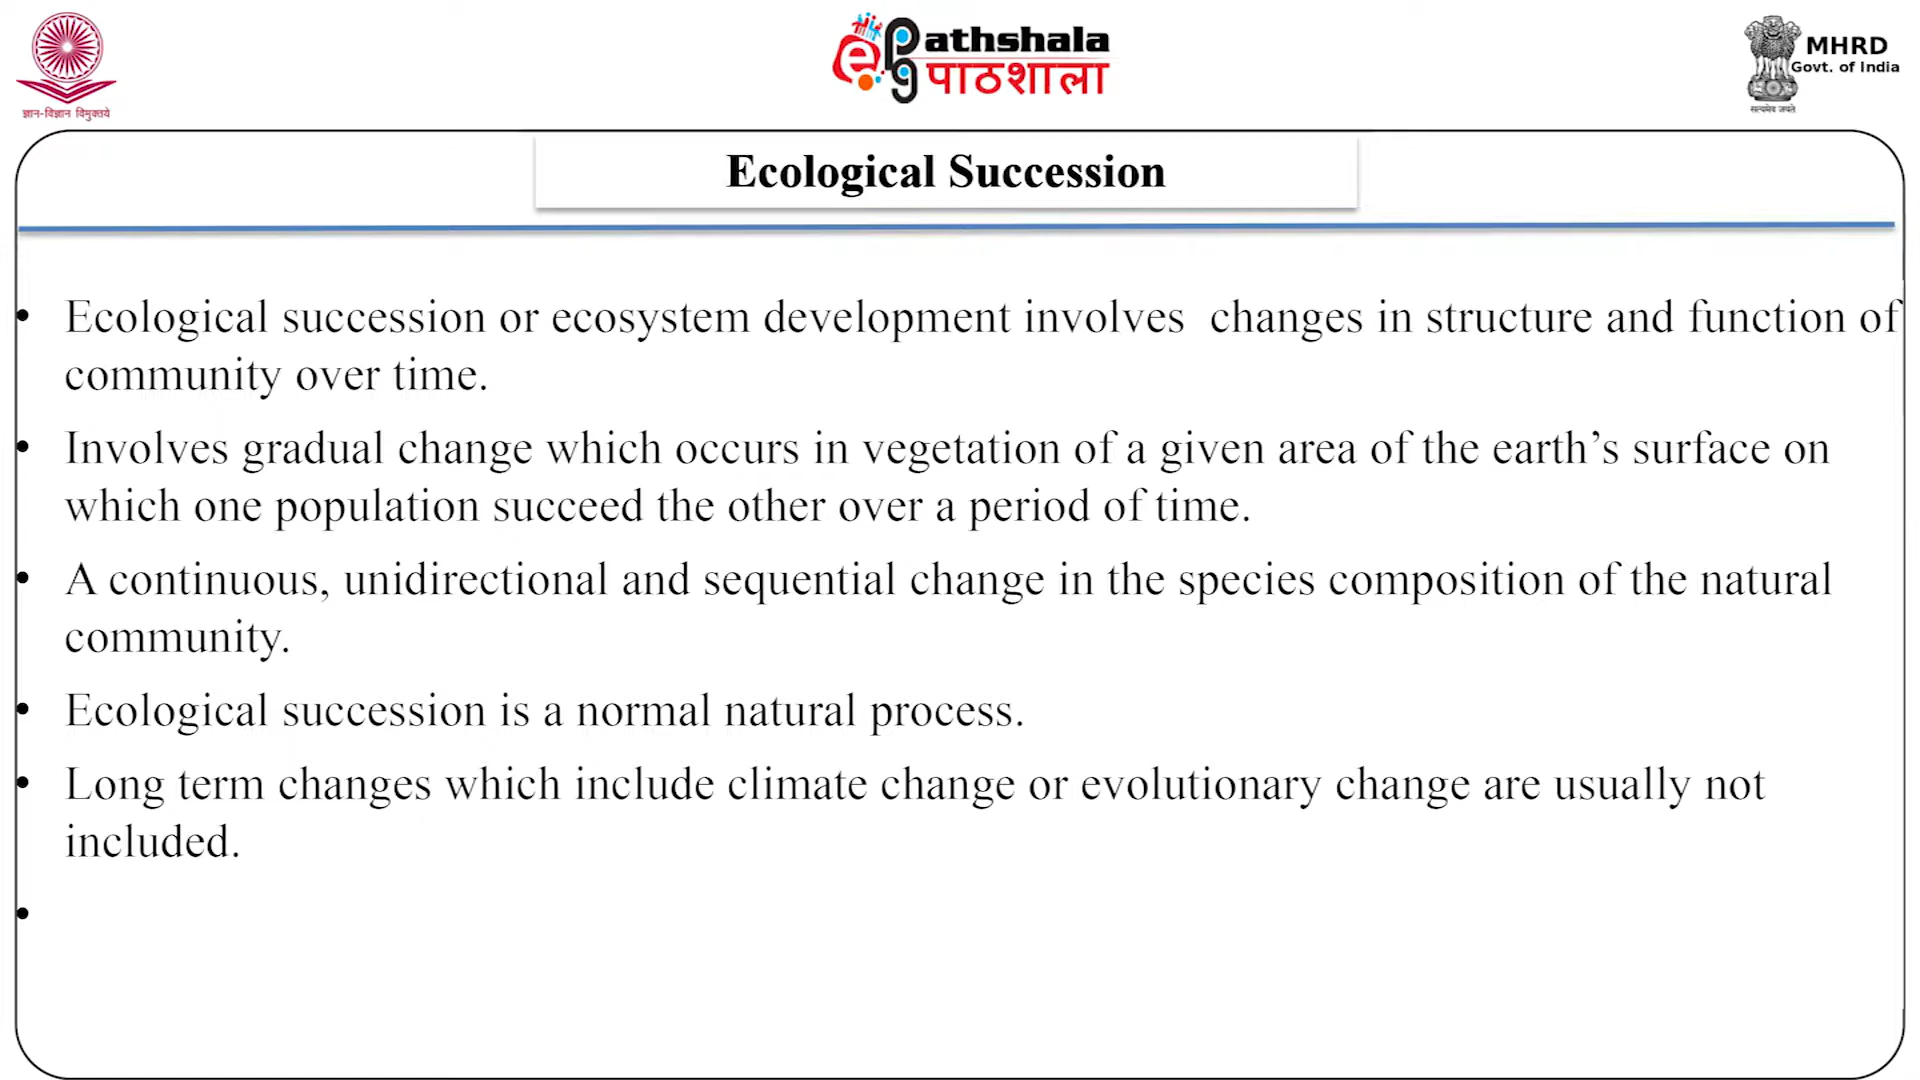 ज्ञान-विज्ञान विमुक्तये
e
pg
athshala
पाठशाला
MHRD
Govt. of India
सत्यमेव जयते
Ecological Succession
• Ecological succession or ecosystem development involves  changes in structure and function of
community over time.
• Involves gradual change which occurs in vegetation of a given area of the earth’s surface on
which one population succeed the other over a period of time.
• A continuous, unidirectional and sequential change in the species composition of the natural
community.
• Ecological succession is a normal natural process.
• Long term changes which include climate change or evolutionary change are usually not
included.
•